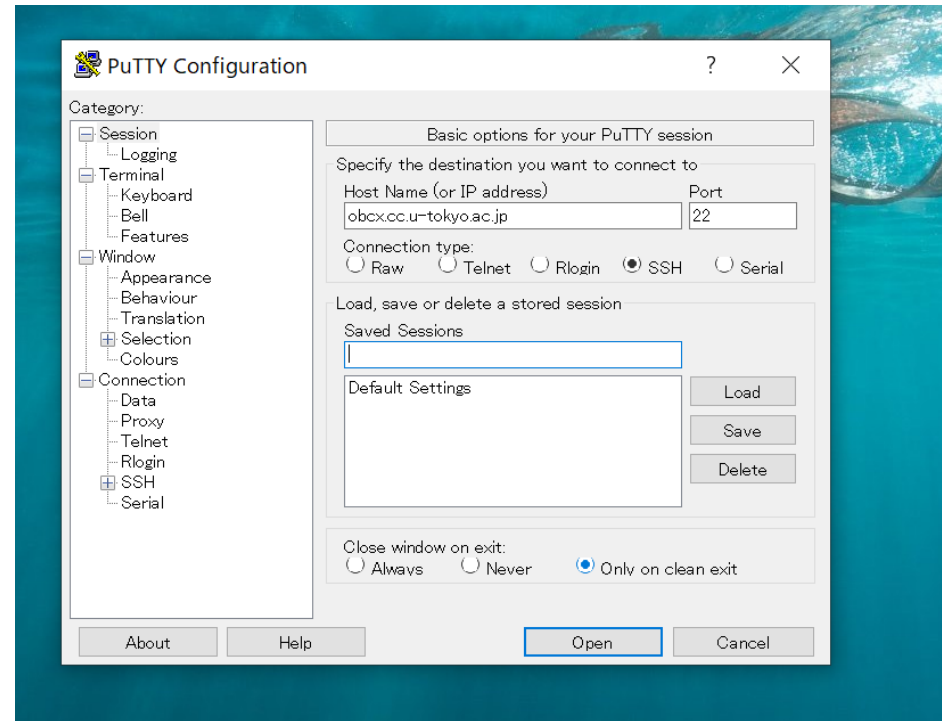 PuTTY Configuration
?
Category:
Session
Logging
Terminal
Keyboard
Bell
Features
Window
Appearance
Behaviour
Translation
Selection
Colours
Connection
Data
Proxy
Telnet
Rlogin
SSH
Serial
Basic options for your PuTTY session
Specify the destination you want to connect to
Host Name (or IP address) Port
obcx.cc.u-tokyo.ac.jp 22
Connection type:
Raw Telnet Rlogin SSH Serial
Load, save or delete a stored session
Saved Sessions
Default Settings
Load
Save
Delete
Close window on exit:
Always Never Only on clean exit
About Help Open Cancel